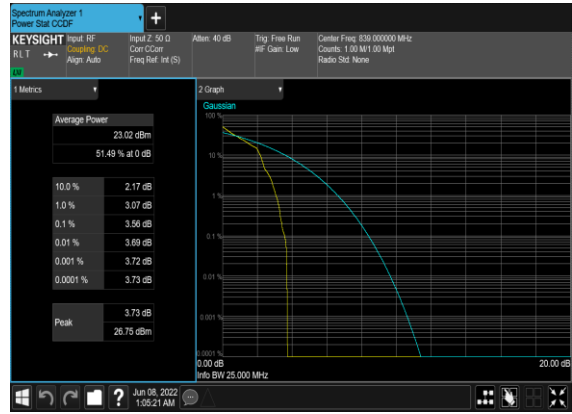 Spectrum Analyzer 1
Power Stat CCDF
+
KEYSIGHT
RLT
LW
Input: RF
Coupling: DC
Align: Auto
Input Z: 50 Ω
Corr CCorr
Freq Ref: Int (S)
Atten: 40 dB
Trig: Free Run
#IF Gain: Low
Center Freq: 839.000000 MHz
Counts: 1.00 M/1.00 Mpt
Radio Std: None
1 Metrics
Average Power
23.02 dBm
51.49 % at 0 dB
10.0 % 2.17 dB
1.0 % 3.07 dB
0.1 % 3.56 dB
0.01 % 3.69 dB
0.001 % 3.72 dB
0.0001 % 3.73 dB
Peak
3.73 dB
26.75 dBm
2 Graph
Gaussian
100 %
10 %
1 %
0.1 %
0.01 %
0.001 %
0.0001 %
0.00 dB
20.00 dB
Info BW 25.000 MHz
?
Jun 08, 2022
1:05:21 AM